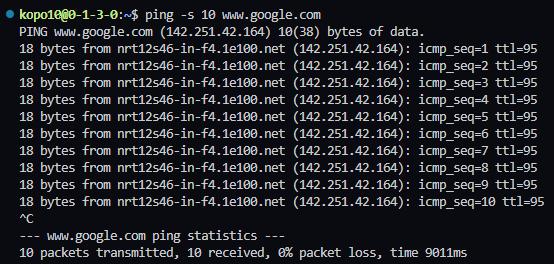 kopo10@0-1-3-0:~$ ping -s 10 www.google.com
PING www.google.com (142.251.42.164) 10(38) bytes of data.
18 bytes from nrt12s46-in-f4.1e100.net (142.251.42.164): icmp_seq=1 ttl=95
18 bytes from nrt12s46-in-f4.1e100.net (142.251.42.164): icmp_seq=2 ttl=95
18 bytes from nrt12s46-in-f4.1e100.net (142.251.42.164): icmp_seq=3 ttl=95
18 bytes from nrt12s46-in-f4.1e100.net (142.251.42.164): icmp_seq=4 ttl=95
18 bytes from nrt12s46-in-f4.1e100.net (142.251.42.164): icmp_seq=5 ttl=95
18 bytes from nrt12s46-in-f4.1e100.net (142.251.42.164): icmp_seq=6 ttl=95
18 bytes from nrt12s46-in-f4.1e100.net (142.251.42.164): icmp_seq=7 ttl=95
18 bytes from nrt12s46-in-f4.1e100.net (142.251.42.164): icmp_seq=8 ttl=95
18 bytes from nrt12s46-in-f4.1e100.net (142.251.42.164): icmp_seq=9 ttl=95
18 bytes from nrt12s46-in-f4.1e100.net (142.251.42.164): icmp_seq=10 ttl=95
^C
--- www.google.com ping statistics ---
10 packets transmitted, 10 received, 0% packet loss, time 9011ms